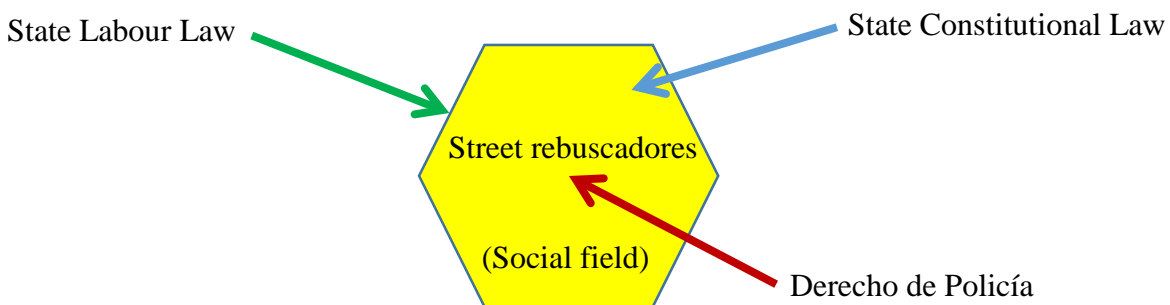 State Labour Law
State Constitutional Law
Street rebuscadores
(Social field)
Derecho de Policía